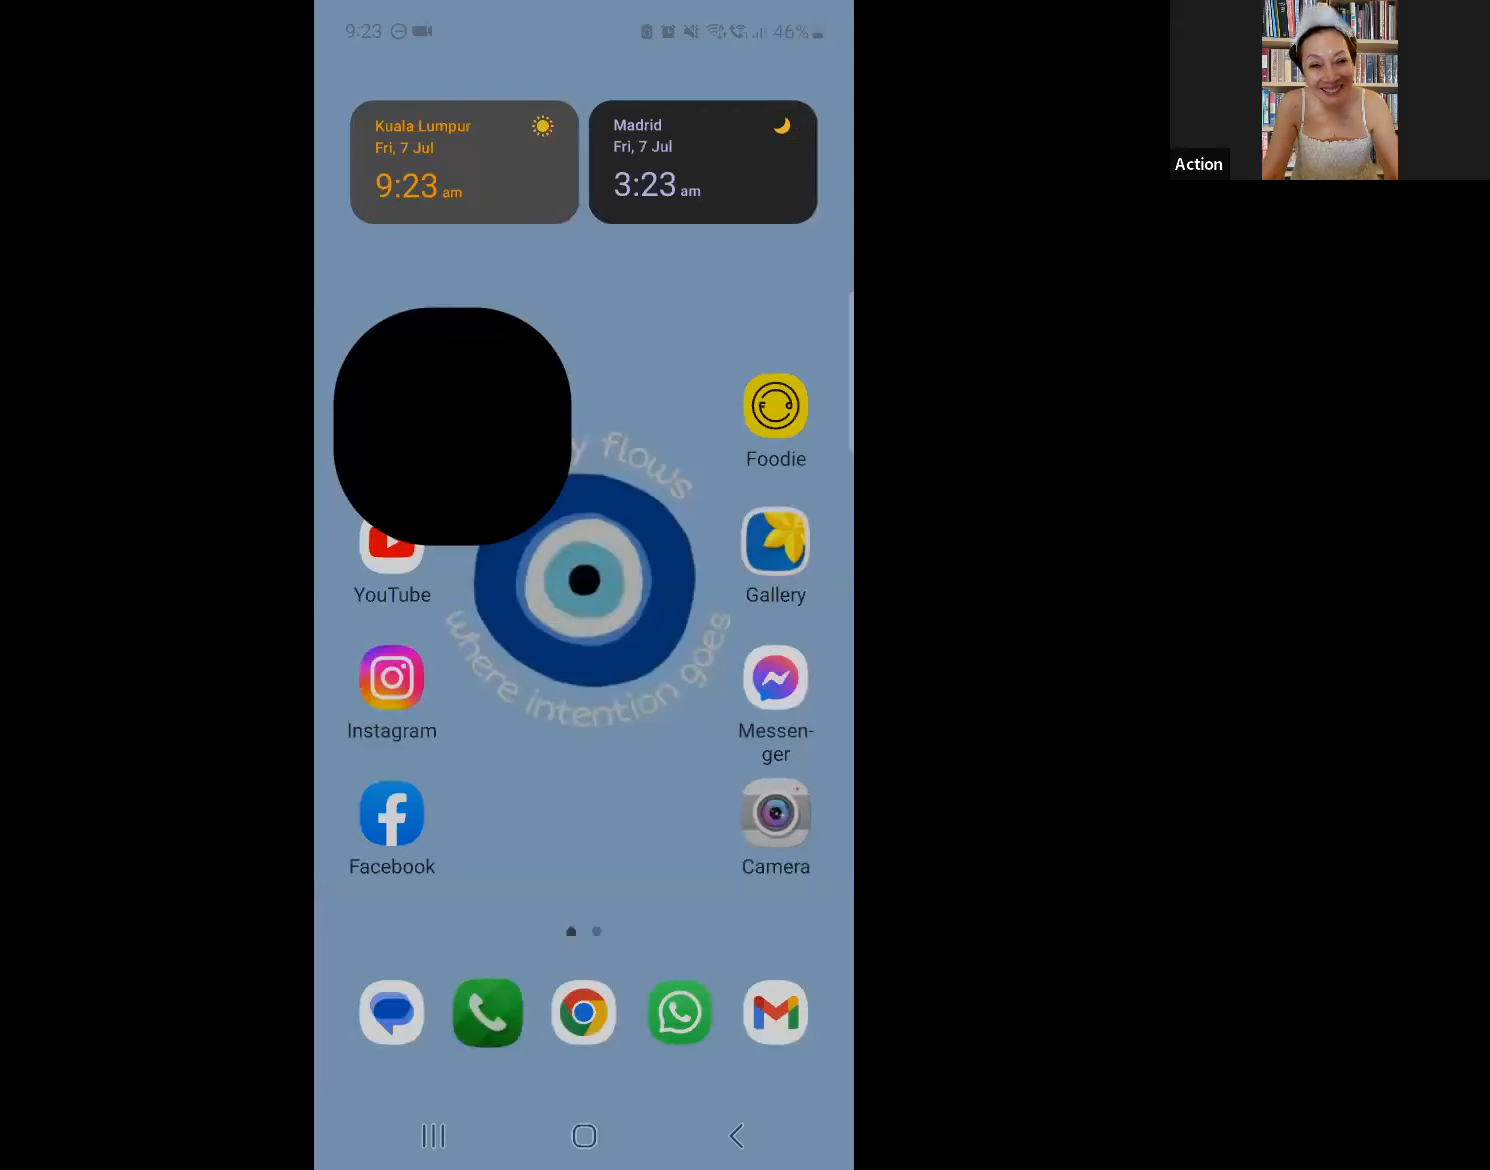 9:23
46%
Kuala Lumpur
Fri, 7 Jul
9:23 am
Madrid
Fri, 7 Jul
3:23 am
Action
y flows
where intention goes
Foodie
YouTube
Gallery
Instagram
Messen-
ger
Facebook
Camera